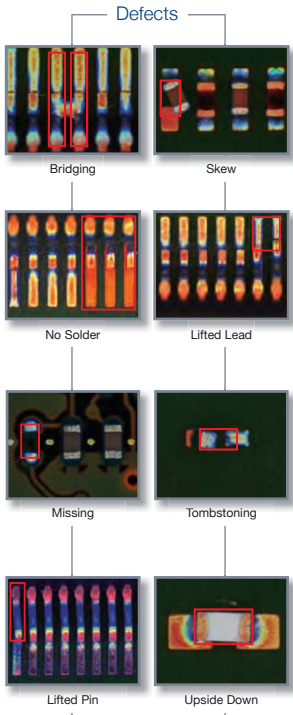 Defects
Bridging
Skew
No Solder
Lifted Lead
Missing
Tombstoning
Lifted Pin
Upside Down